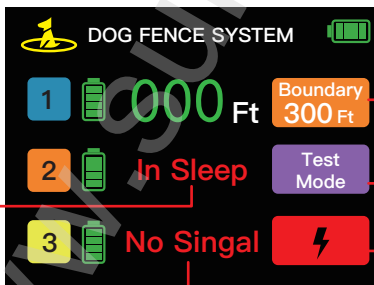 DOG FENCE SYSTEM
1 000 Ft
Boundary
300 Ft
2 In Sleep
Test
Mode
3 No Singal